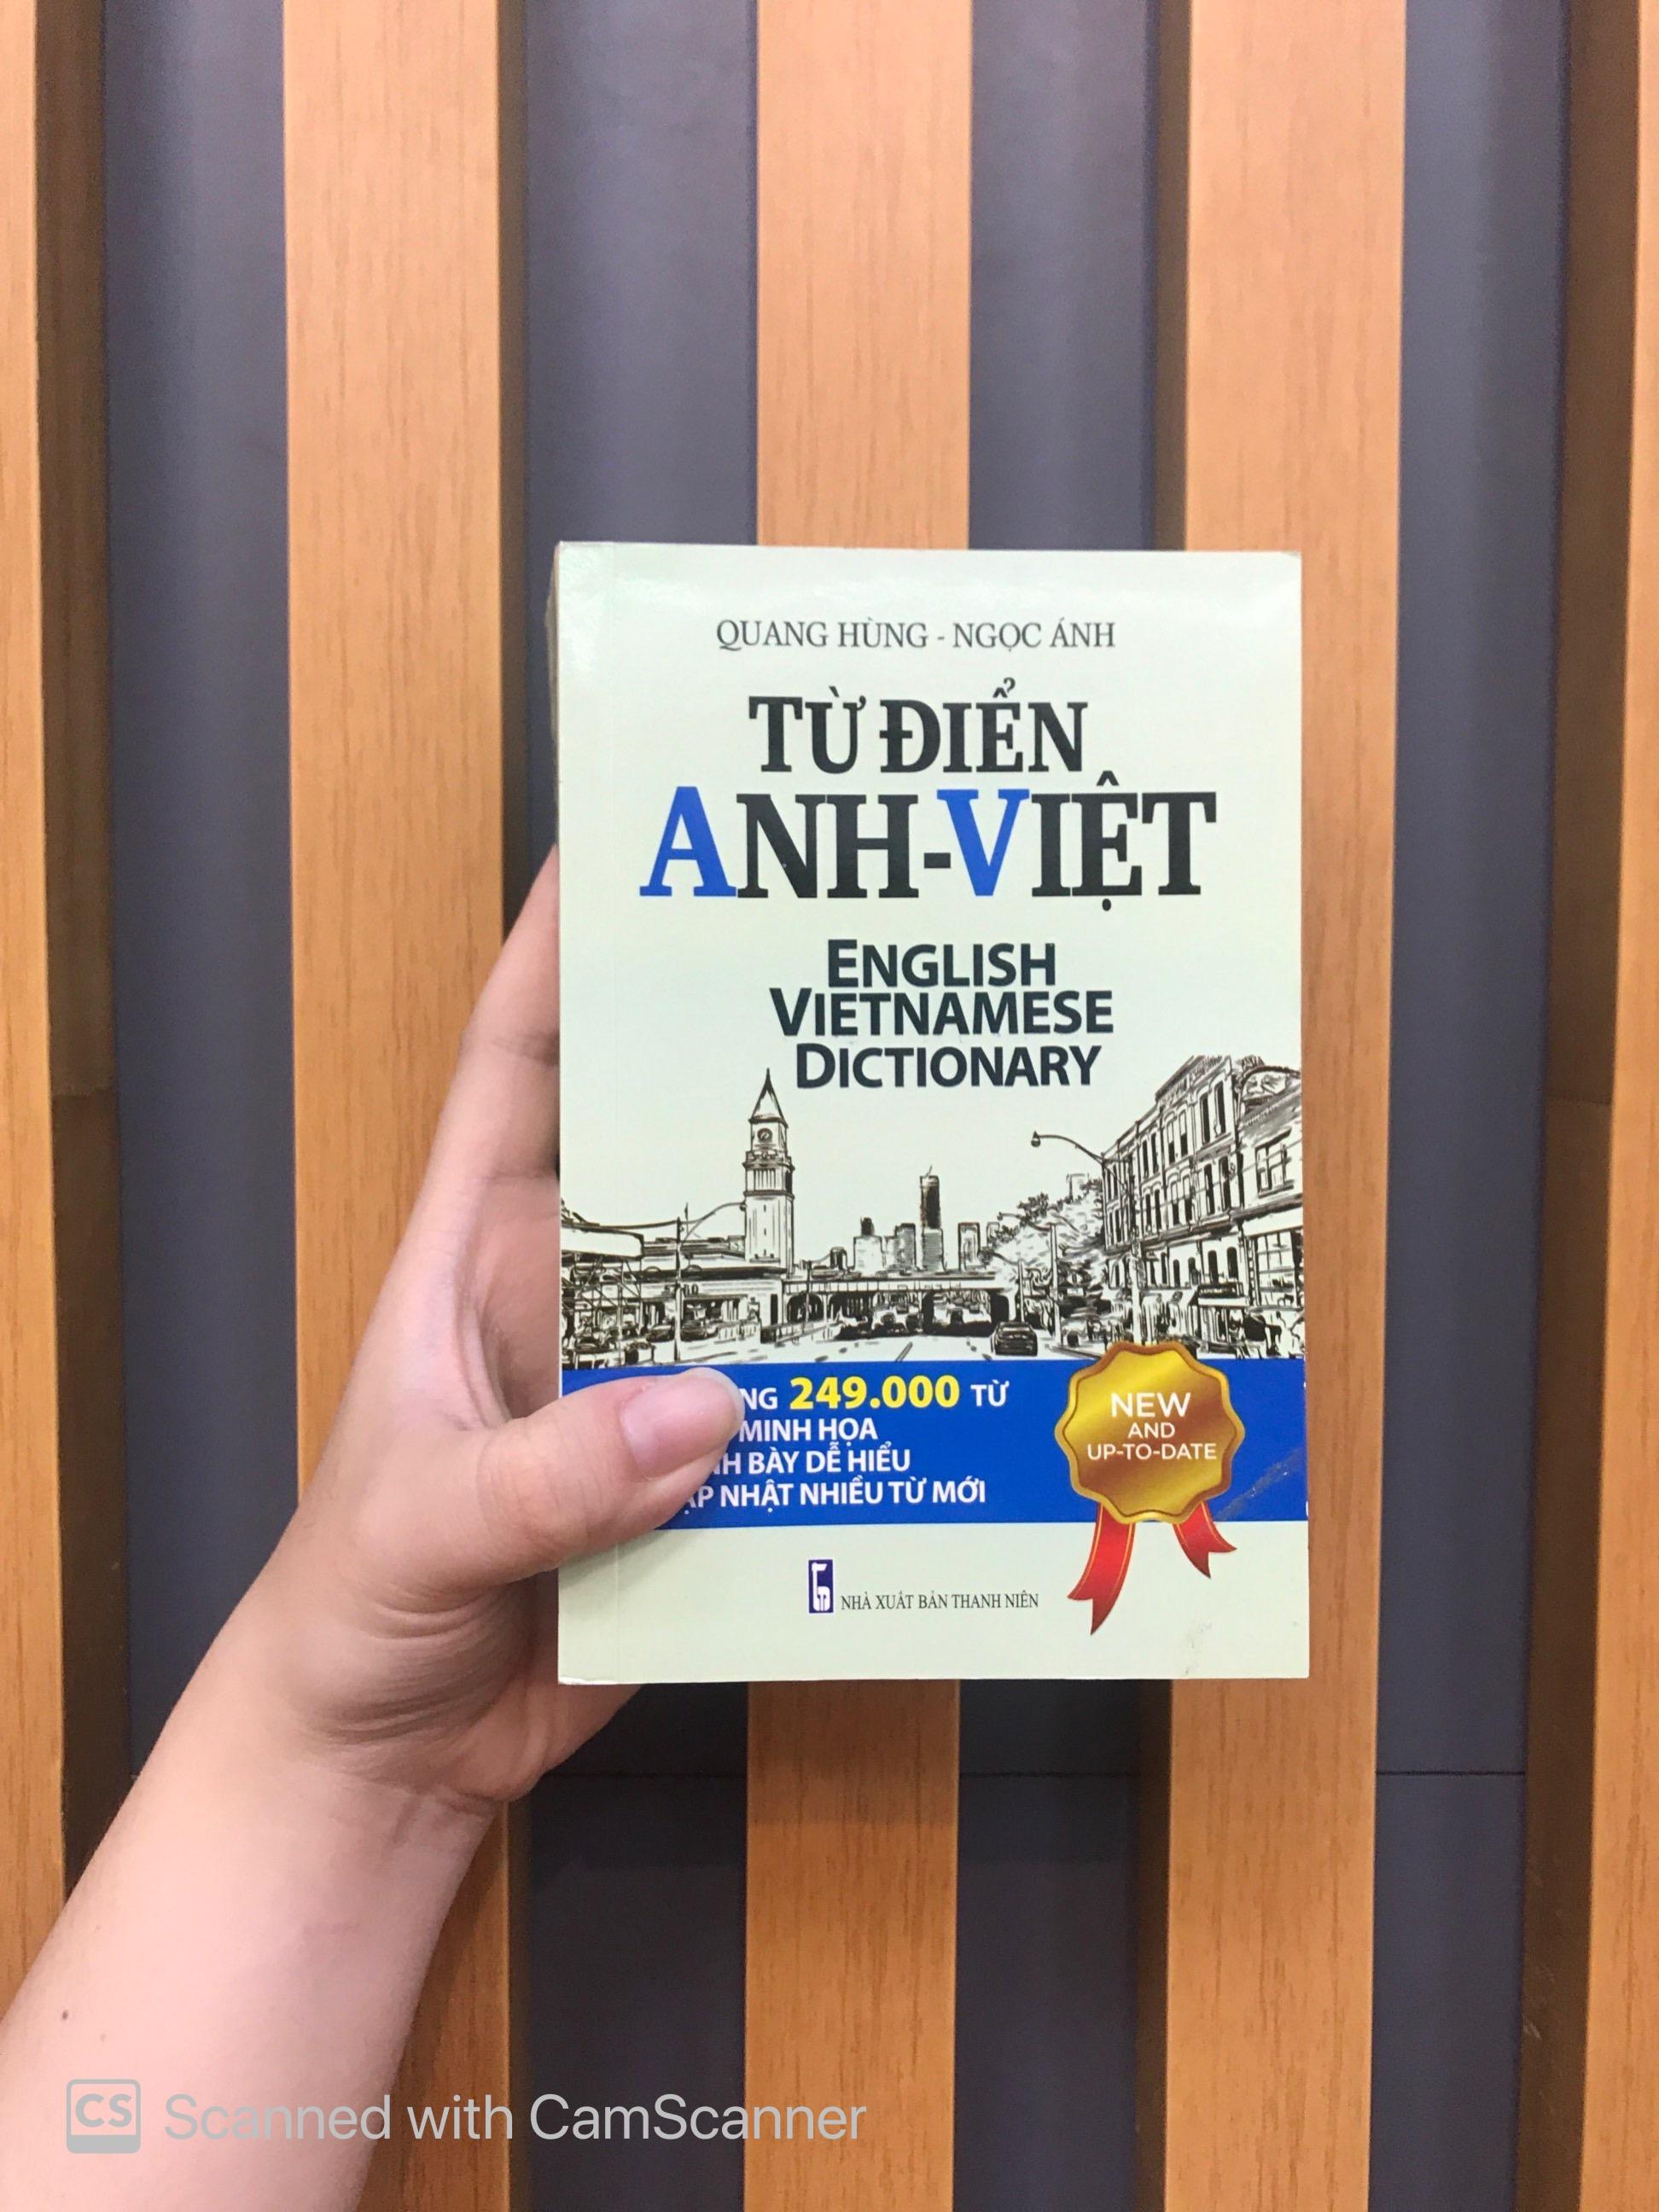 QUANG HÙNG - NGỌC ÁNH
TỪ ĐIỂN
ANH-VIỆT
ENGLISH
VIETNAMESE
DICTIONARY
249.000 TỪ
MINH HỌA
BÀY DỄ HIỂU
NHẬT NHIỀU TỪ MỚI
NEW
AND
UP-TO-DATE
NHÀ XUẤT BẢN THANH NIÊN
CS Scanned with CamScanner